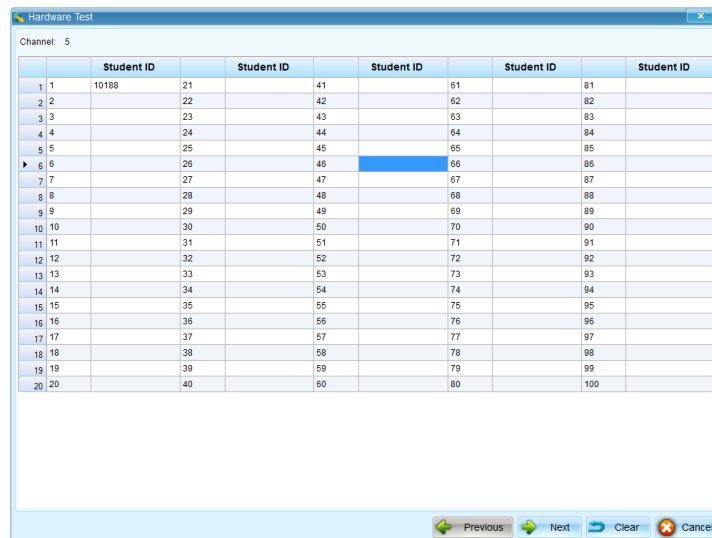 Hardware Test
Channel: 5
Student ID Student ID Student ID Student ID Student ID
1 1 10188 21 41 61 81
2 2 22 42 62 82
3 3 23 43 63 83
4 4 24 44 64 84
5 5 25 45 65 85
6 6 26 46 66 86
7 7 27 47 67 87
8 8 28 48 68 88
9 9 29 49 69 89
10 10 30 50 70 90
11 11 31 51 71 91
12 12 32 52 72 92
13 13 33 53 73 93
14 14 34 54 74 94
15 15 35 55 75 95
16 16 36 56 76 96
17 17 37 57 77 97
18 18 38 58 78 98
19 19 39 59 79 99
20 20 40 60 80 100
Previous Next Clear Cancel